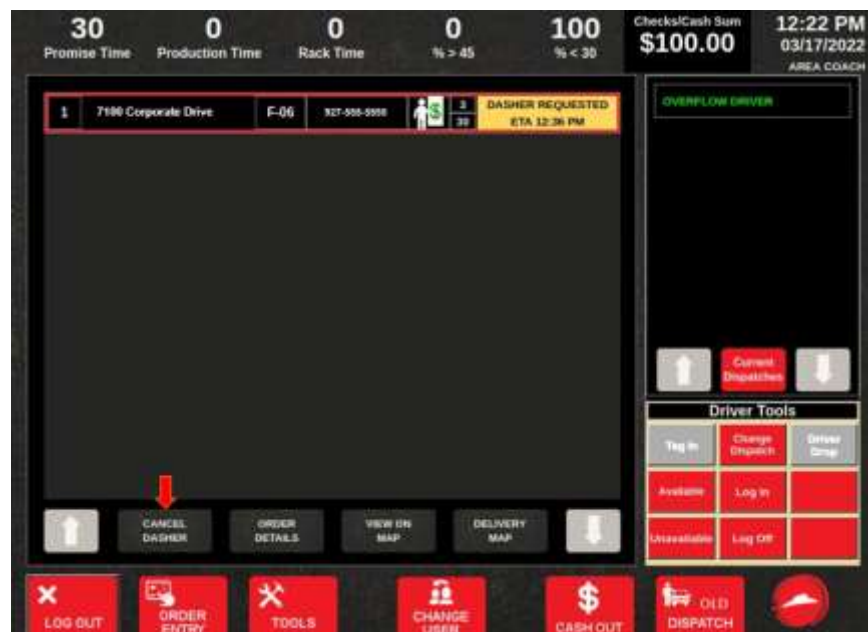 30 0 0 0 100
Promise Time Production Time Rack Time % > 45 % < 30
Checks/Cash Sum
$100.00
12:22 PM
03/17/2022
AREA COACH
1 7100 Corporate Drive F-06 927-555-5555 $ 3 30 DASHER REQUESTED
ETA 12:36 PM
OVERFLOW DRIVER
Current
Dispatches
Driver Tools
Tag In
Change
Dispatch
Driver
Drop
Available Log In
Unavailable Log Off
CANCEL
DASHER
ORDER
DETAILS
VIEW ON
MAP
DELIVERY
MAP
LOG OUT
ORDER
ENTRY
TOOLS
CHANGE
USER
$
CASH OUT
OLD
DISPATCH